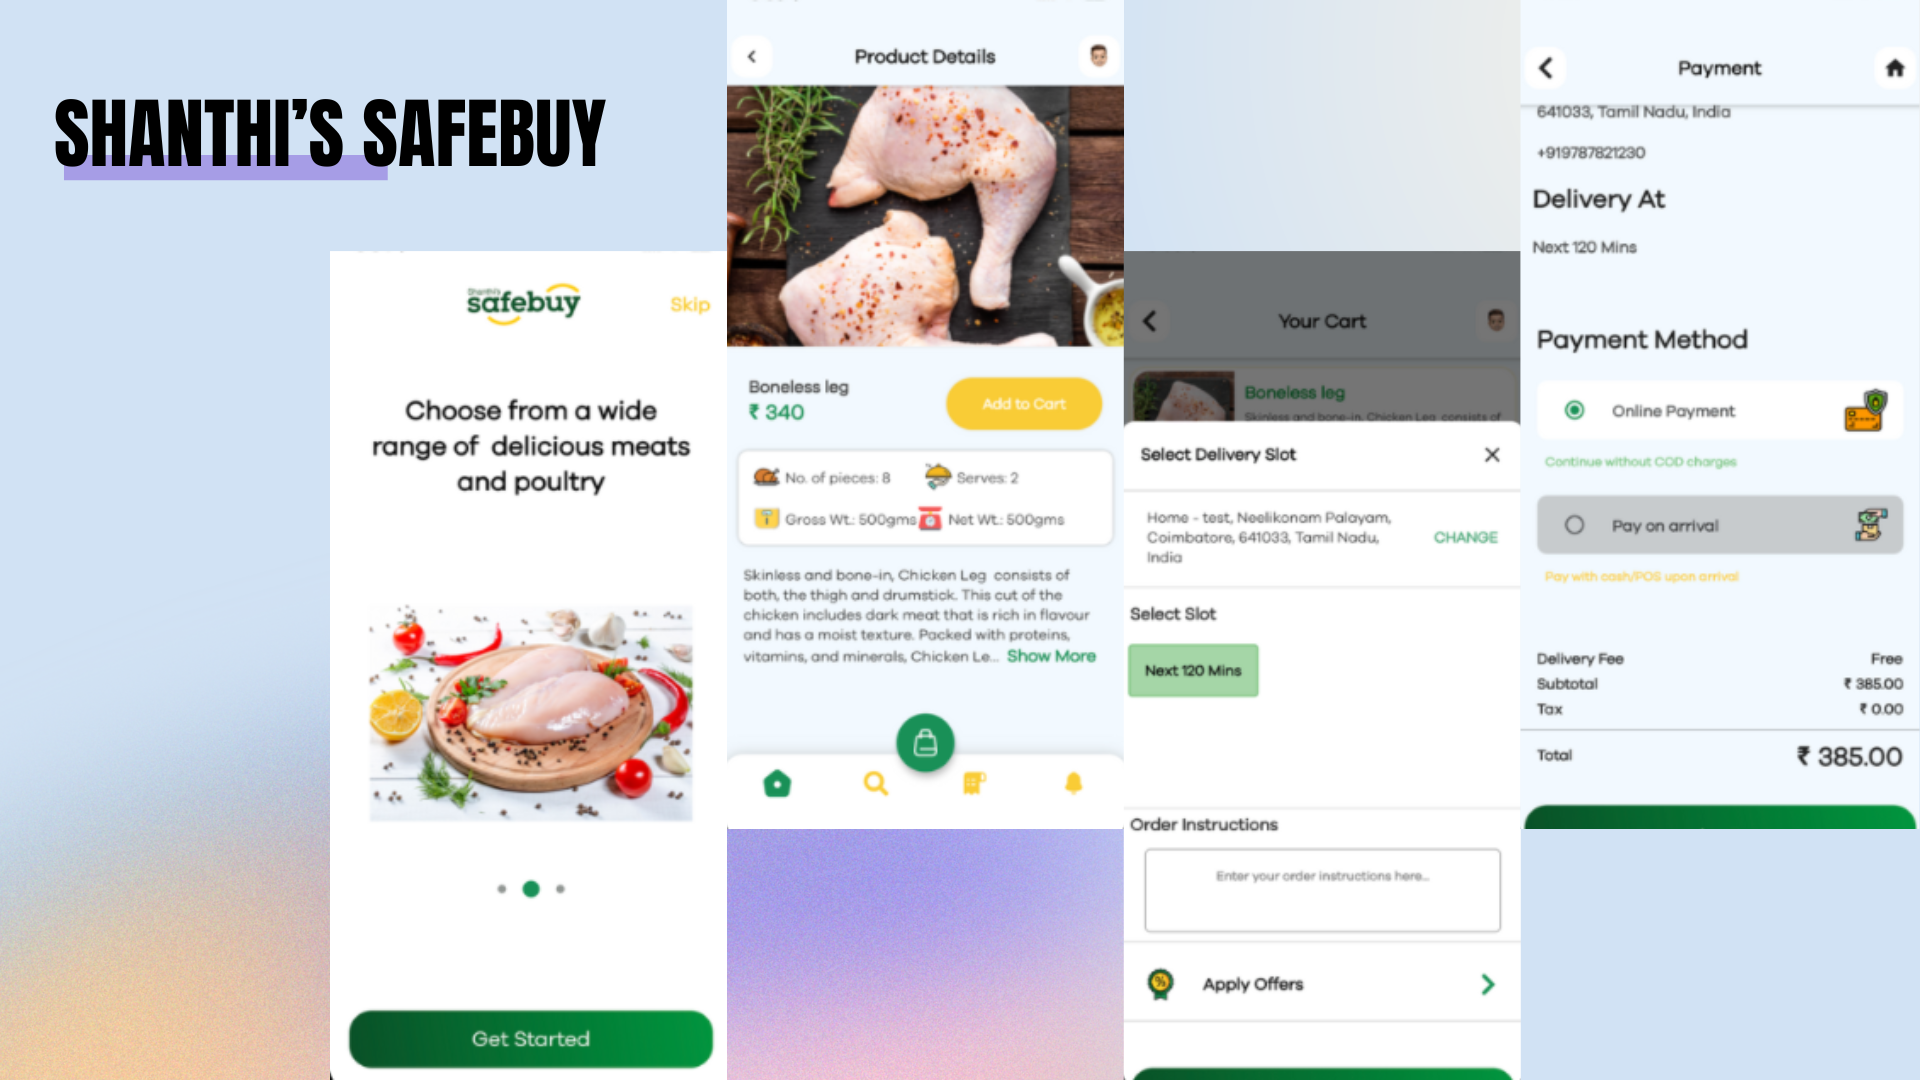 SHANTHI’S SAFEBUY
Shanthi's
safebuy
Skip
Choose from a wide
range of delicious meats
and poultry
Get Started
Product Details
Boneless leg
₹ 340
Add to Cart
No. of pieces: 8
Serves: 2
Gross Wt.: 500gms
Net Wt.: 500gms
Skinless and bone-in, Chicken Leg consists of
both, the thigh and drumstick. This cut of the
chicken includes dark meat that is rich in flavour
and has a moist texture. Packed with proteins,
vitamins, and minerals, Chicken Le... Show More
Your Cart
Boneless leg
Skinless and bone-in, Chicken Leg consists of
Select Delivery Slot
Home - test, Neelikonam Palayam,
Coimbatore, 641033, Tamil Nadu,
India
CHANGE
Select Slot
Next 120 Mins
Order Instructions
Enter your order instructions here...
%
Apply Offers
Payment
641033, Tamil Nadu, India
+919787821230
Delivery At
Next 120 Mins
Payment Method
Online Payment
Continue without COD charges
Pay on arrival
Pay with cash/POS upon arrival
Delivery Fee Free
Subtotal ₹ 385.00
Tax ₹ 0.00
Total ₹ 385.00